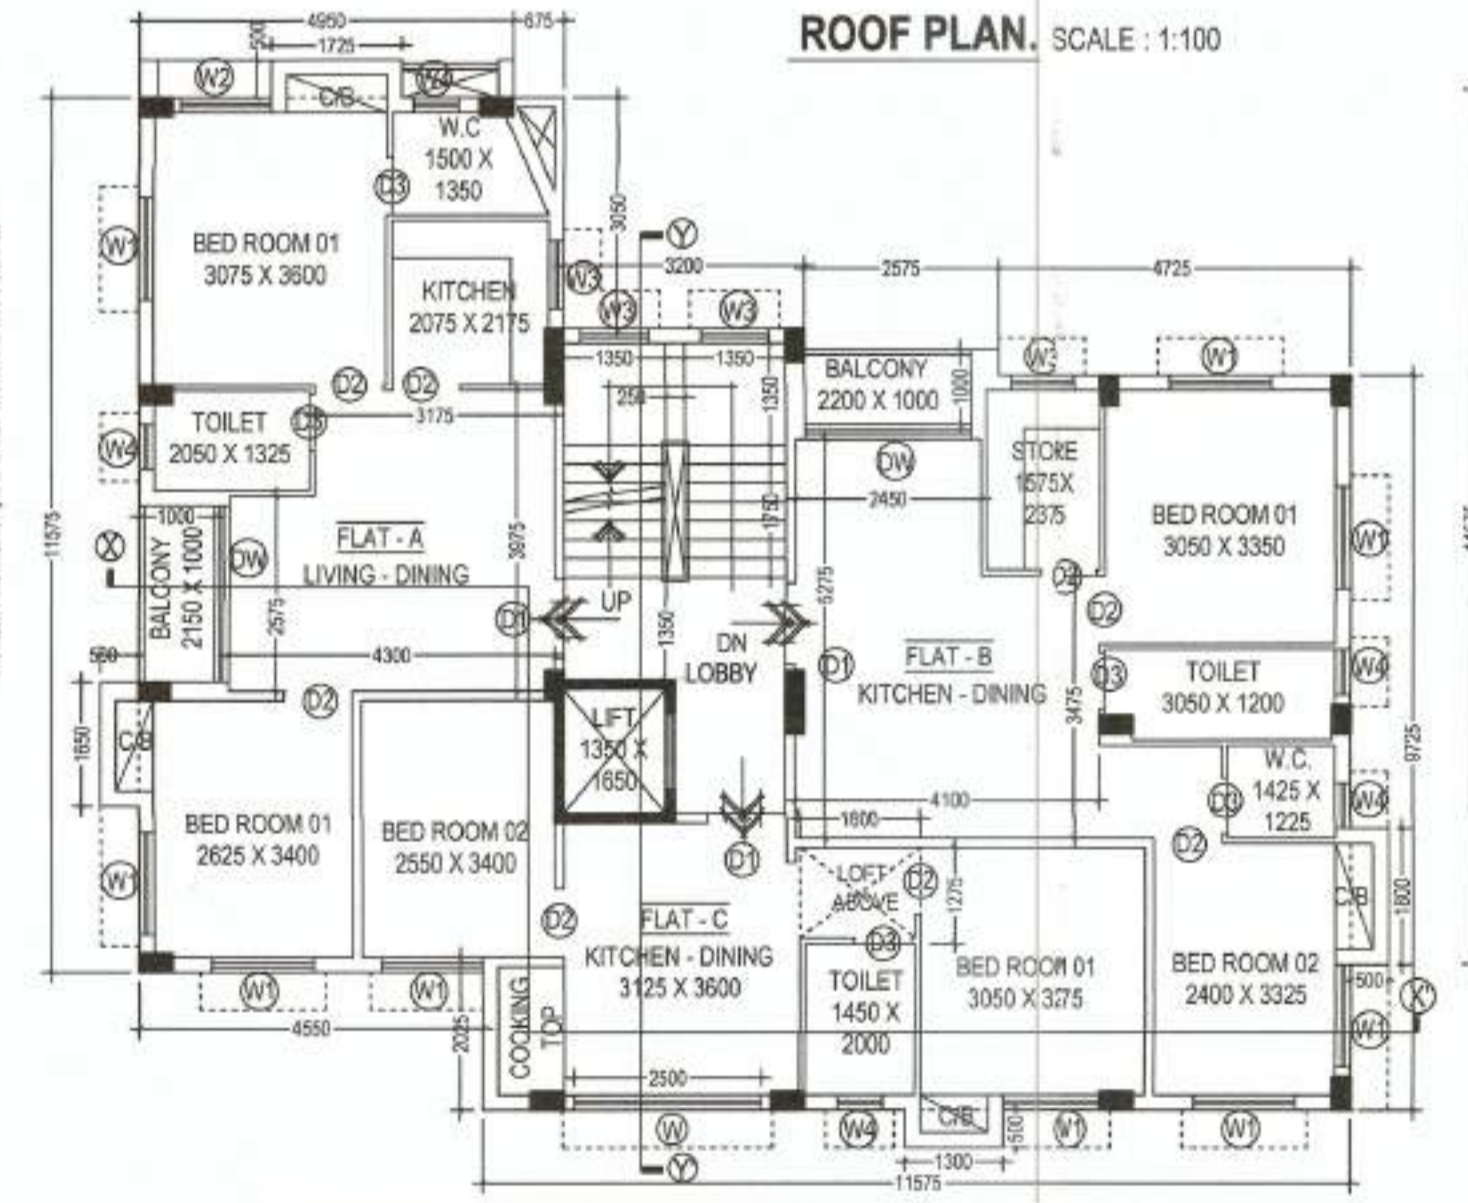 ROOF PLAN. SCALE : 1:100
4950
675
500
1725
W2
C/B
W4
W.C
1500 X
1350
D3
3050
W1
BED ROOM 01
3075 X 3600
KITCHEN
2075 X 2175
Y
3200
2575
4725
W3
W3
W3
1350
1350
250
1350
BALCONY
2200 X 1000
1000
W3
W1
D2
D2
3175
TOILET
2050 X 1325
W4
DW
2450
STORE
1575X
2375
BED ROOM 01
3050 X 3350
W1
11575
X
1000
BALCONY
2150 X 1000
DW
FLAT - A
LIVING - DINING
3975
2575
1750
5275
D1
UP
1350
DN
LOBBY
D1
FLAT - B
KITCHEN - DINING
D2
D2
3475
D3
TOILET
3050 X 1200
W4
4300
D2
1650
C/B
LIFT
1350 X
1650
9725
W.C.
1425 X
1225
W4
4100
1600
D2
BED ROOM 01
2625 X 3400
BED ROOM 02
2550 X 3400
W1
D1
LOFT
ABOVE
D2
1275
C/B
1800
D2
FLAT - C
KITCHEN - DINING
3125 X 3600
D3
TOILET
1450 X
2000
BED ROOM 01
3050 X 3275
BED ROOM 02
2400 X 3325
500
X'
W1
W1
W1
4550
2025
COOKING
TOP
2500
W
W4
C/B
500
W1
W1
Y
1300
11575